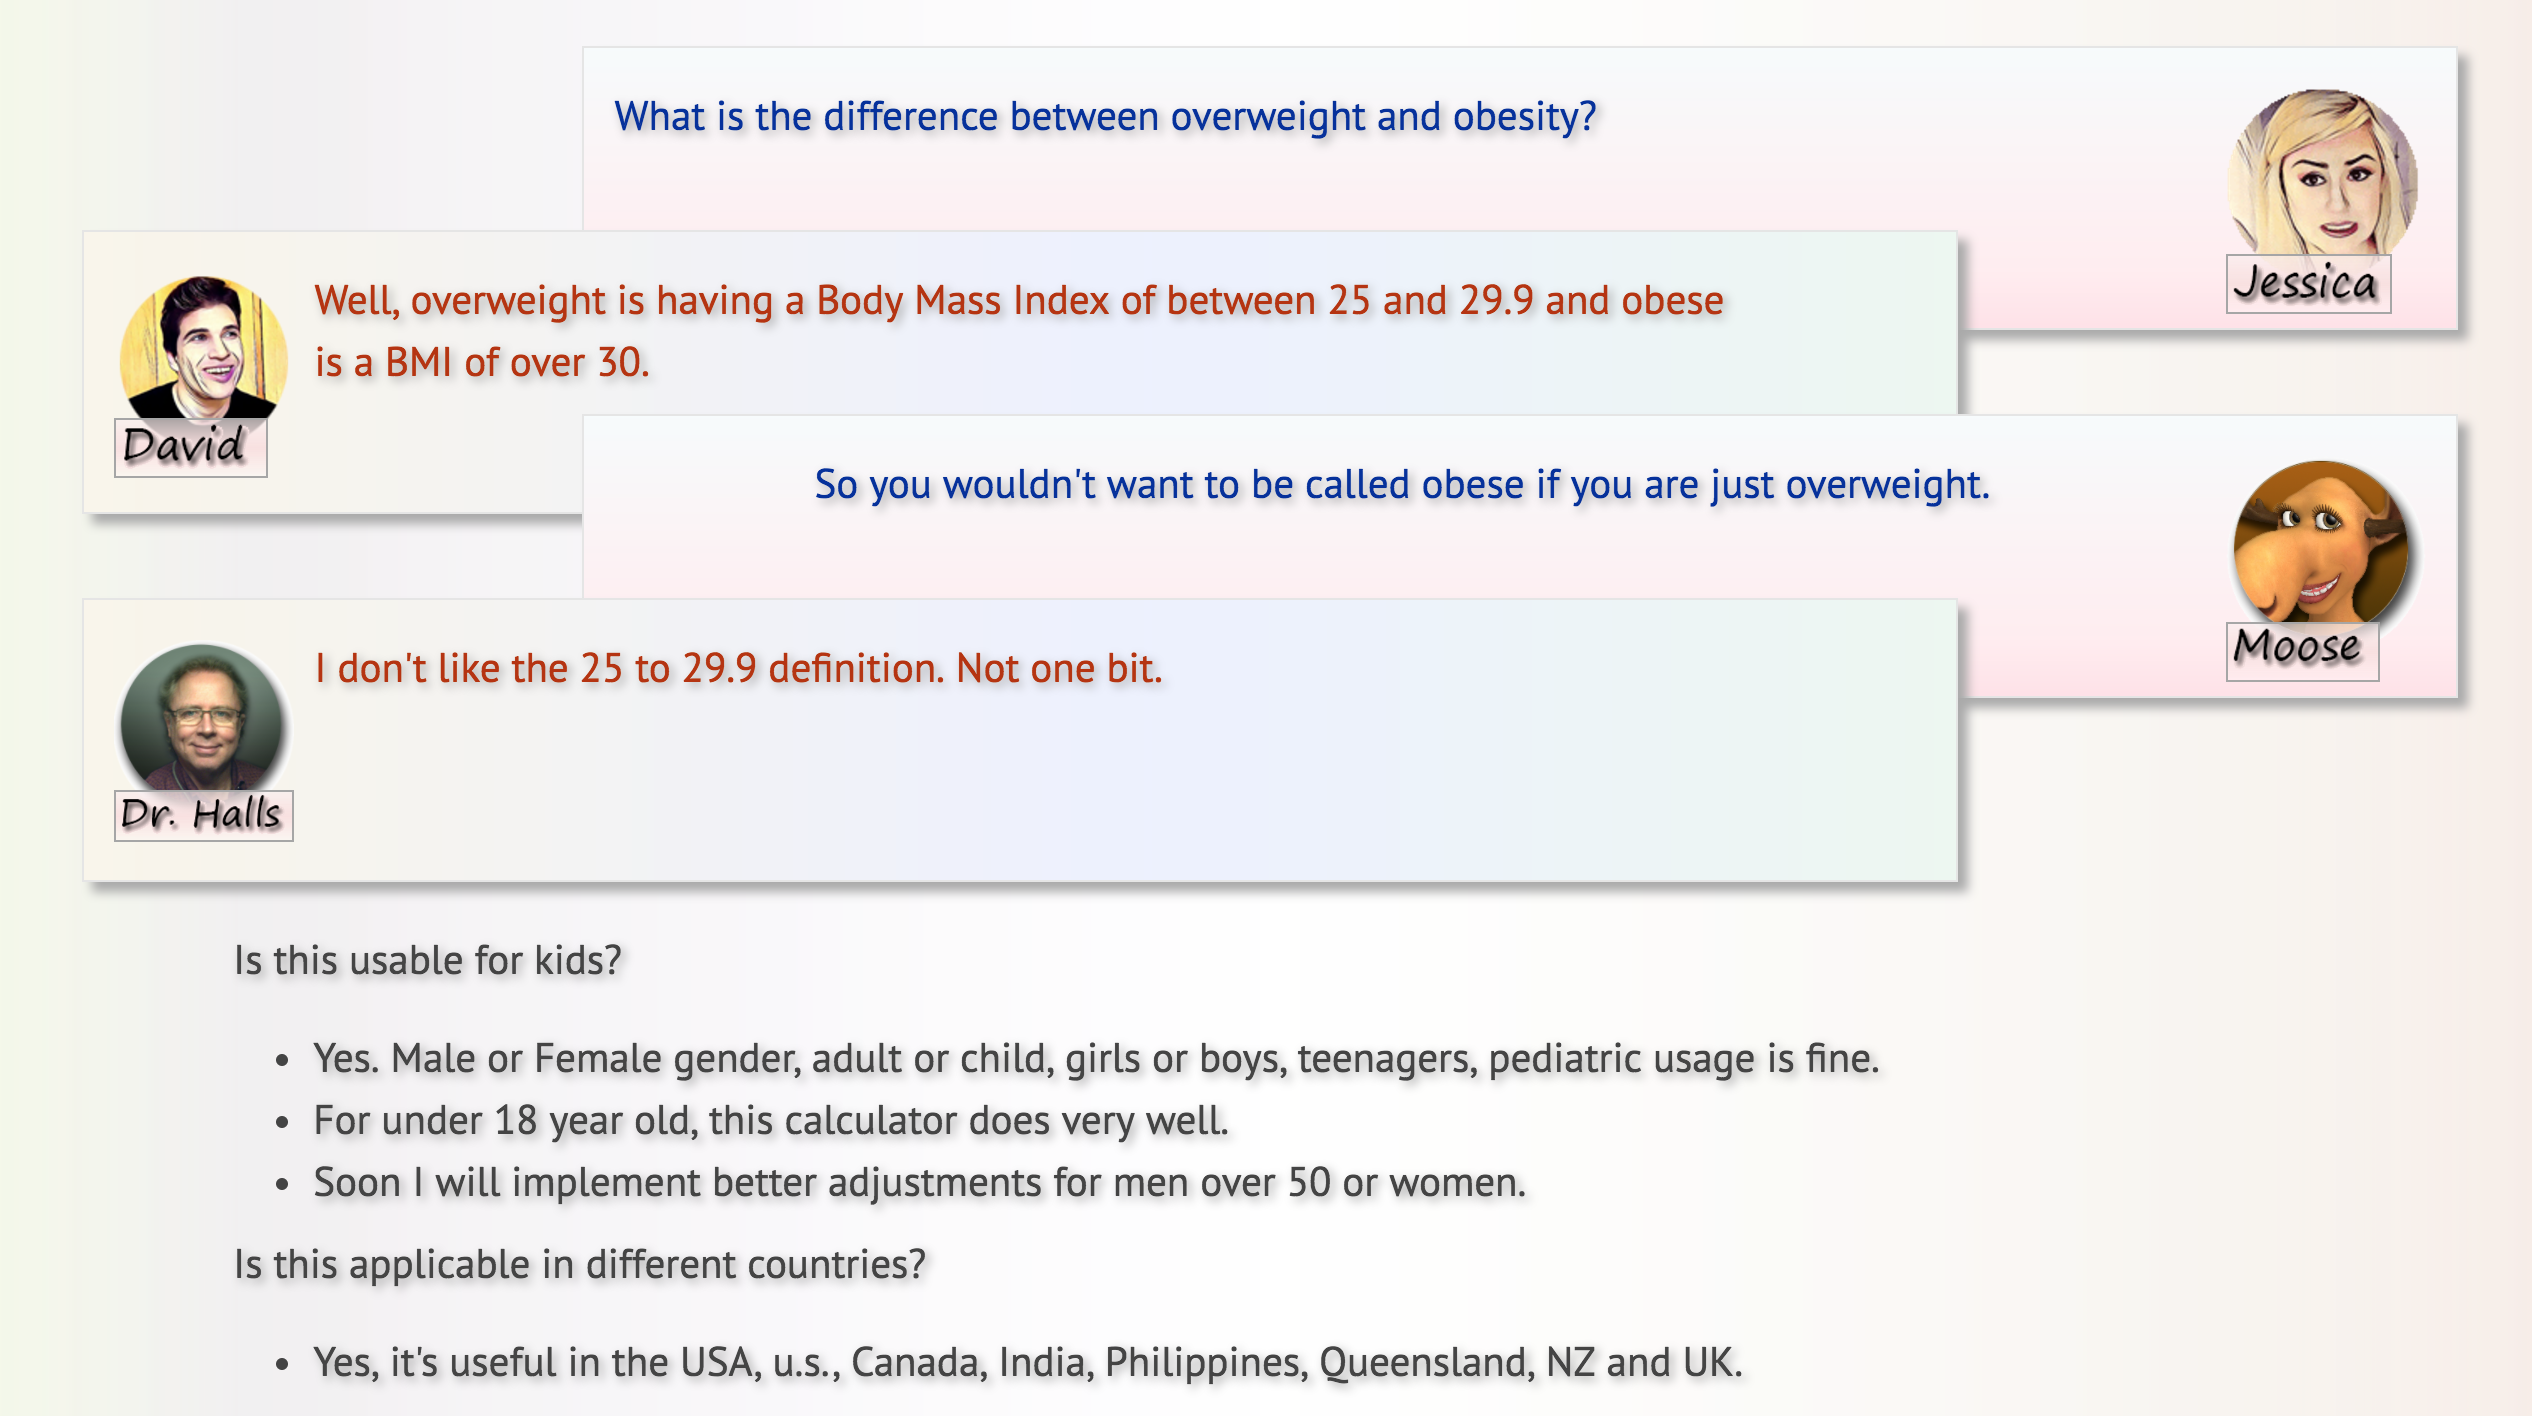 What is the difference between overweight and obesity?
Jessica
Well, overweight is having a Body Mass Index of between 25 and 29.9 and obese
is a BMI of over 30.
David
So you wouldn't want to be called obese if you are just overweight.
Moose
I don't like the 25 to 29.9 definition. Not one bit.
Dr. Halls
Is this usable for kids?
• Yes. Male or Female gender, adult or child, girls or boys, teenagers, pediatric usage is fine.
• For under 18 year old, this calculator does very well.
• Soon I will implement better adjustments for men over 50 or women.
Is this applicable in different countries?
• Yes, it's useful in the USA, u.s., Canada, India, Philippines, Queensland, NZ and UK.